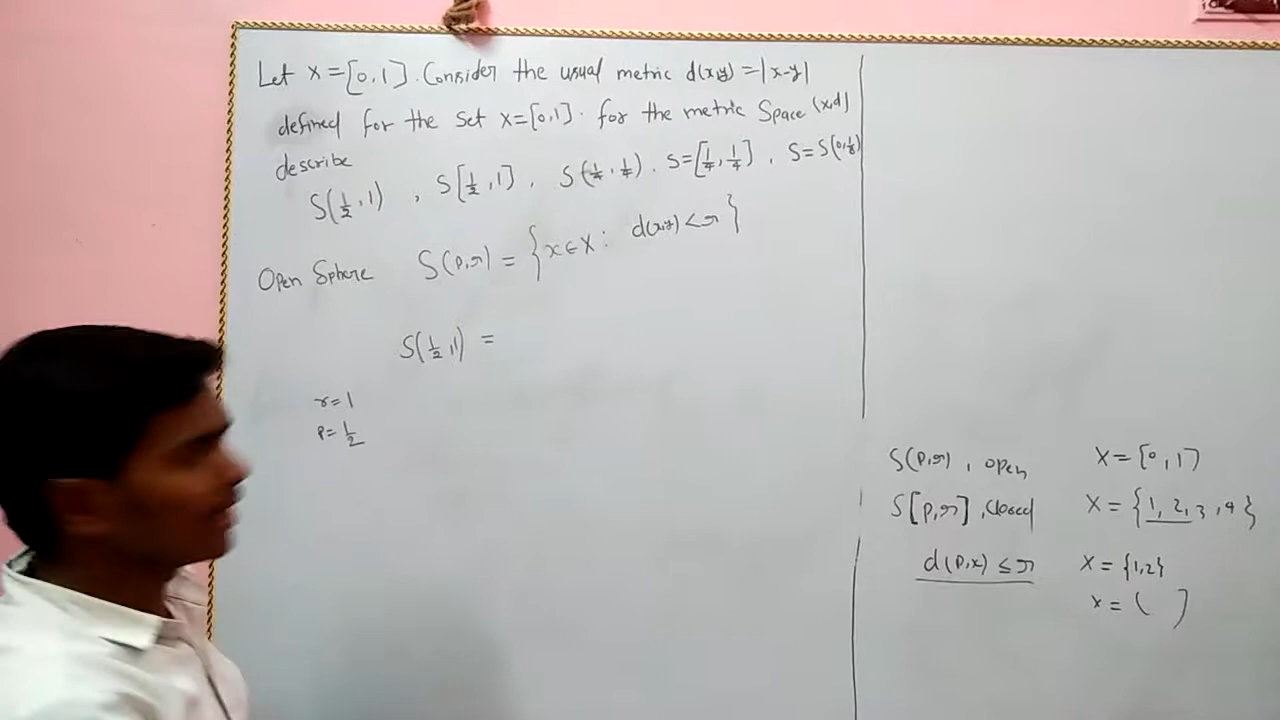 Let x = [0,1]. Consider the usual metric d(x,y) = |x-y|
defined for the set x=[0,1]. for the metric Space (x,d)
describe
S(1/2, 1) , S[1/2, 1] , S(1/4, 1/4) . S=[1/4, 1/4] , S=S(0,1/8)
Open Sphere S(p,r) = {x∈X: d(x,y) < r}
S(1/2, 1) =
r=1
P=1/2
S(p,r) , open
S[p,r] , closed
d(p,x) ≤ r
X = [0,1]
X = {1, 2, 3, 4}
X = {1,2}
x = ( ]